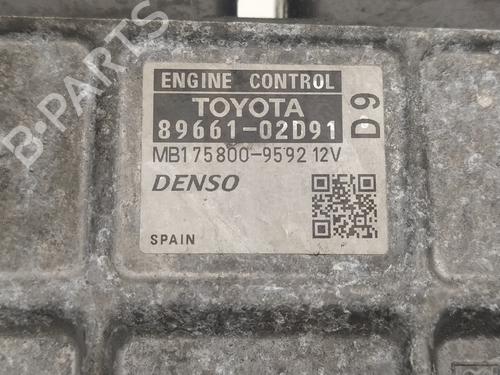 B-PARTS
ENGINE CONTROL
TOYOTA
89661-02D91
D9
MB175800-9592 12V
DENSO
SPAIN